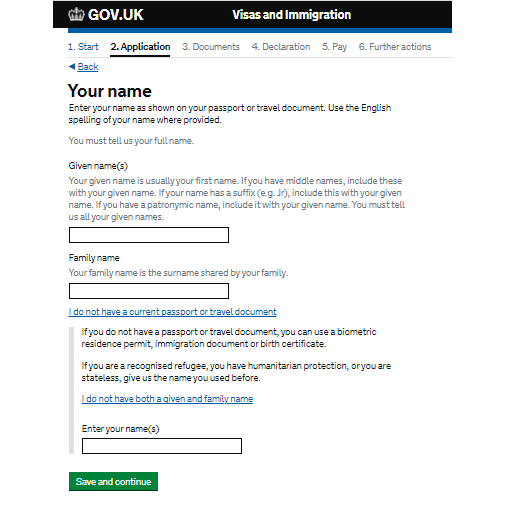 GOV.UK
Visas and Immigration
1. Start 2. Application 3. Documents 4. Declaration 5. Pay 6. Further actions
Back
Your name
Enter your name as shown on your passport or travel document. Use the English
spelling of your name where provided.
You must tell us your full name.
Given name(s)
Your given name is usually your first name. If you have middle names, include these
with your given name. If your name has a suffix (e.g. Jr), include this with your given
name. If you have a patronymic name, include it with your given name. You must tell
us all your given names.
Family name
Your family name is the surname shared by your family.
I do not have a current passport or travel document
If you do not have a passport or travel document, you can use a biometric
residence permit, immigration document or birth certificate.
If you are a recognised refugee, you have humanitarian protection, or you are
stateless, give us the name you used before.
I do not have both a given and family name
Enter your name(s)
Save and continue